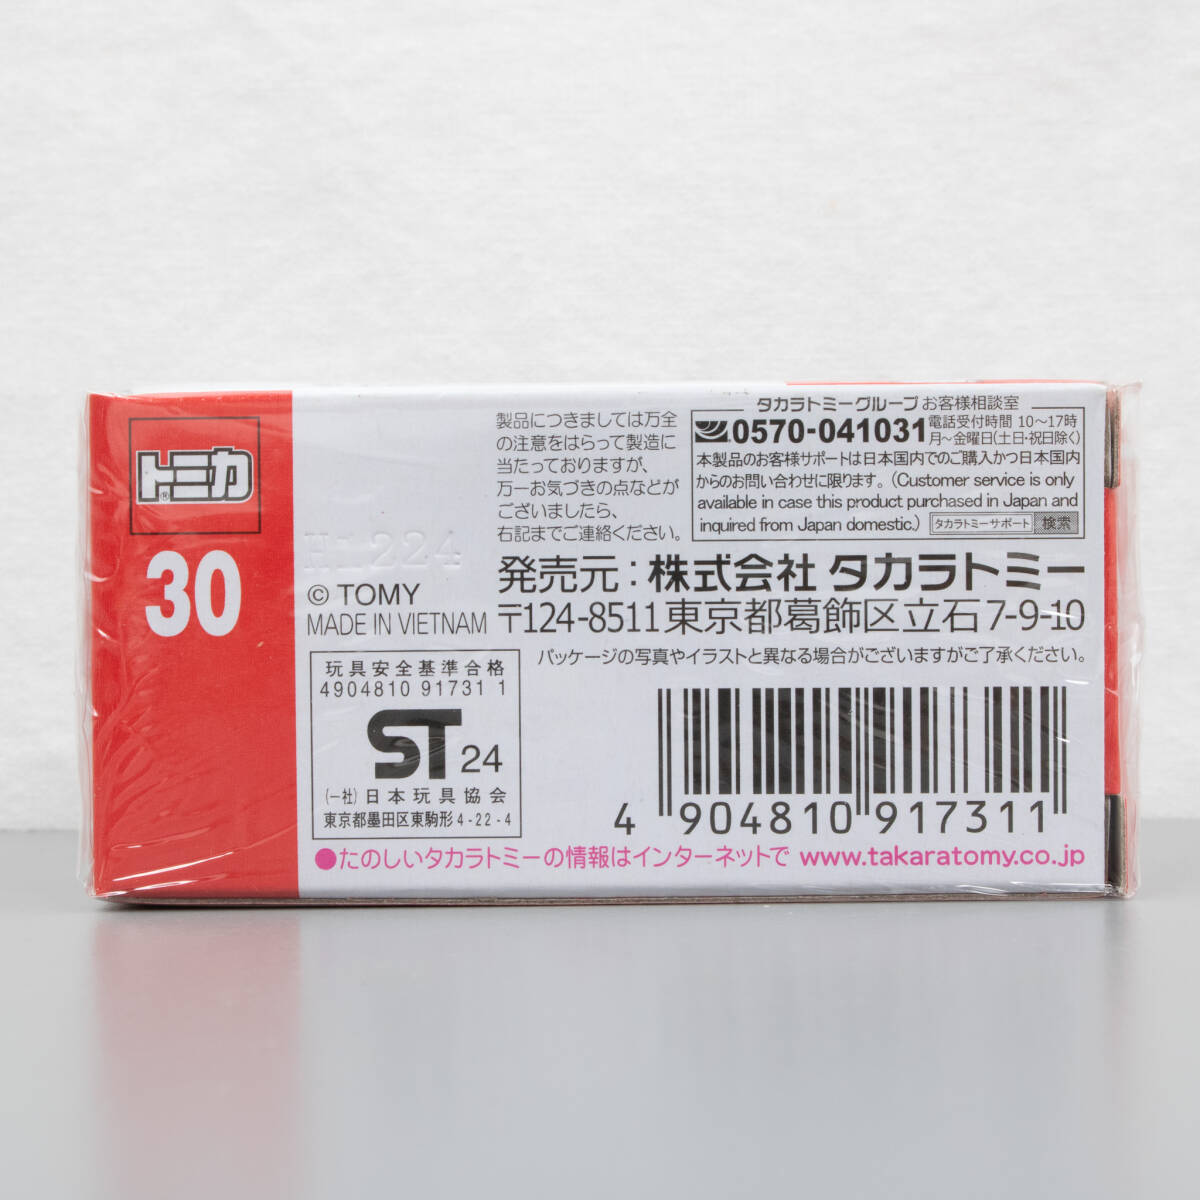 トミカ
®
30
H_224
© TOMY
MADE IN VIETNAM
製品につきましては万全
の注意をはらって製造に
当たっておりますが、
万一お気づきの点などが
ございましたら、
右記までご連絡ください。
タカラトミーグループ お客様相談室
0570-041031 電話受付時間 10〜17時
月〜金曜日(土日・祝日除く)
本製品のお客様サポートは日本国内でのご購入かつ日本国内
からのお問い合わせに限ります。(Customer service is only
available in case this product purchased in Japan and
inquired from Japan domestic.) タカラトミーサポート 検索
発売元：株式会社 タカラトミー
〒124-8511 東京都葛飾区立石 7-9-10
パッケージの写真やイラストと異なる場合がございますがご了承ください。
玩具安全基準合格
4904810 91731 1
ST 24
(一社) 日本玩具協会
東京都墨田区東駒形 4-22-4
4 904810 917311
●たのしいタカラトミーの情報はインターネットで www.takaratomy.co.jp